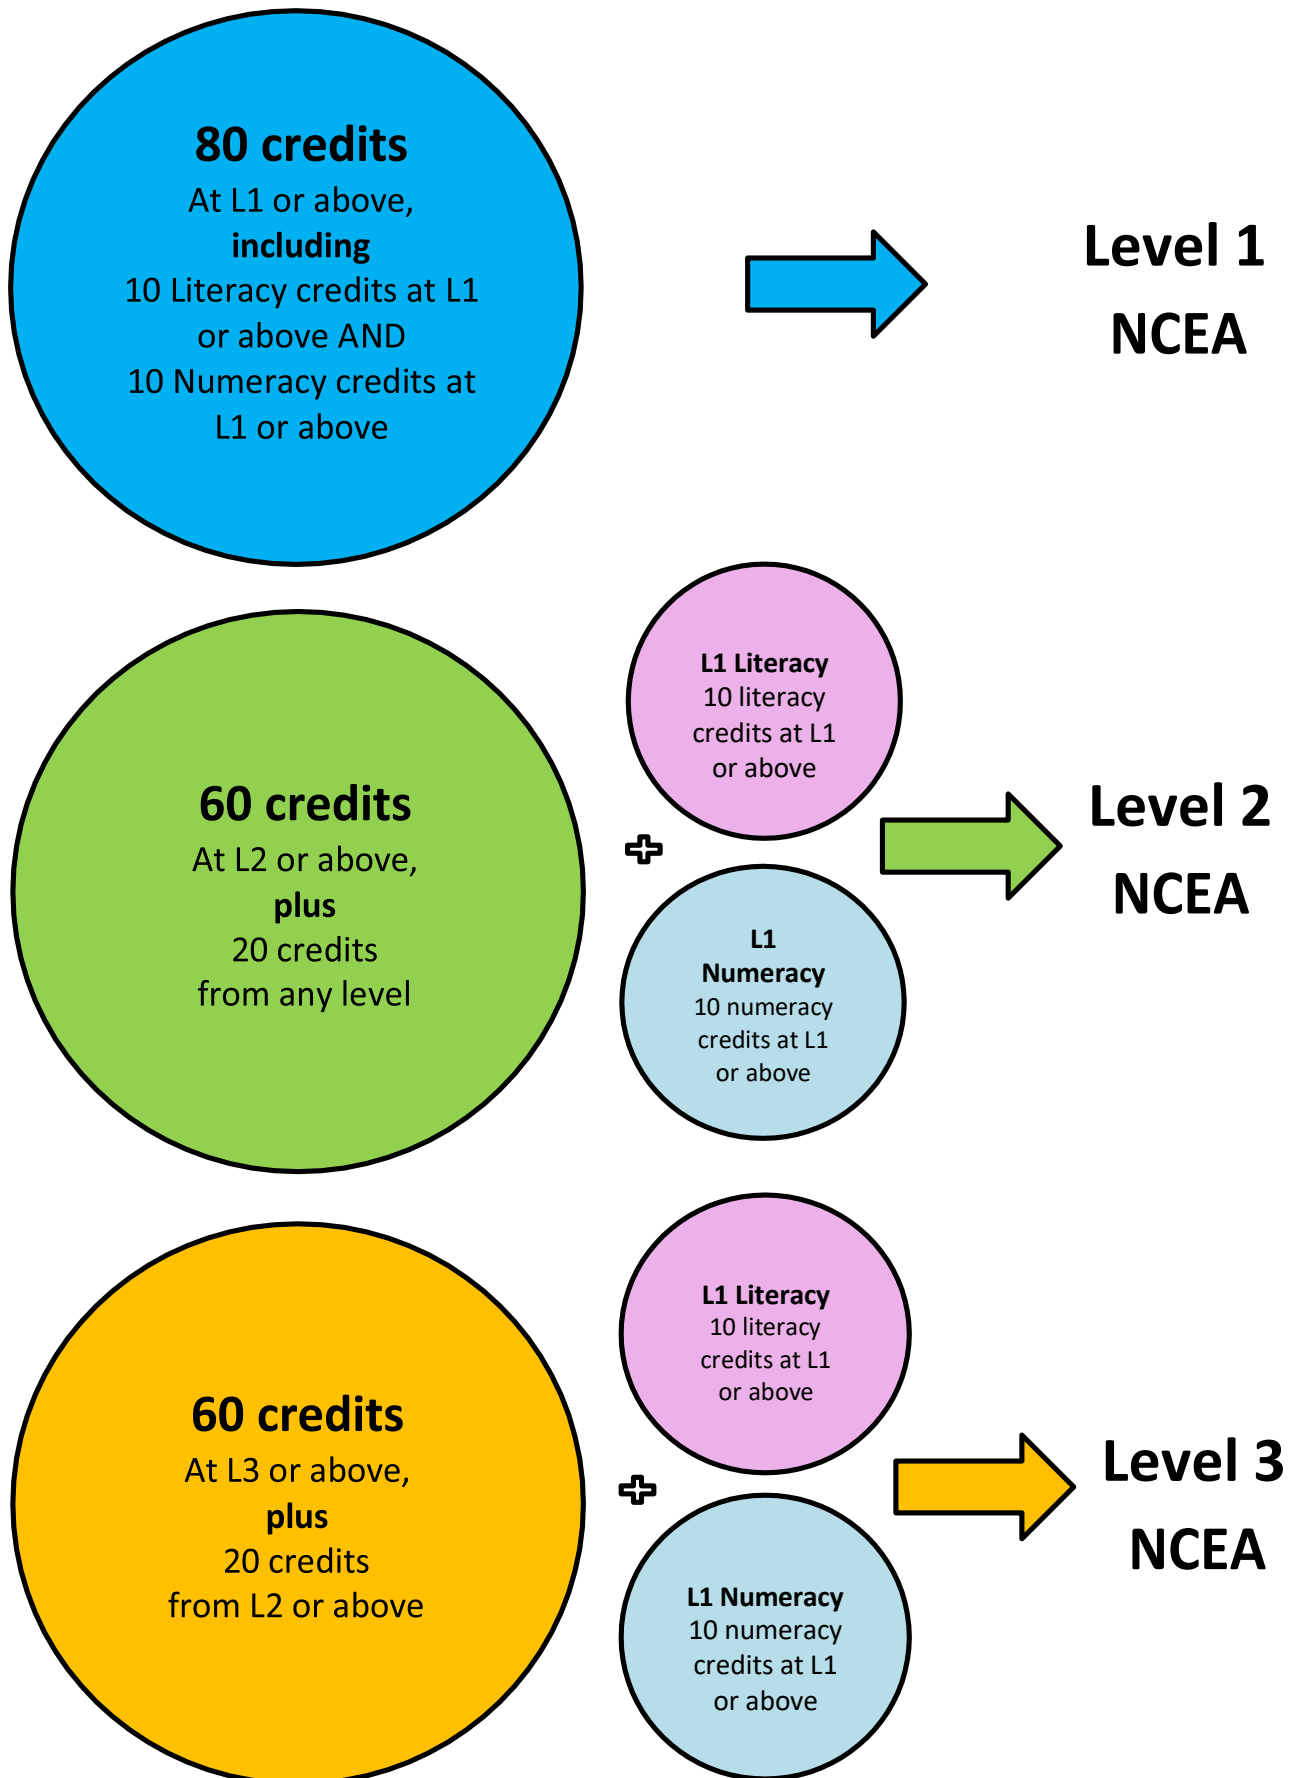 80 credits
At L1 or above,
including
10 Literacy credits at L1
or above AND
10 Numeracy credits at
L1 or above
Level 1
NCEA
60 credits
At L2 or above,
plus
20 credits
from any level
L1 Literacy
10 literacy
credits at L1
or above
L1
Numeracy
10 numeracy
credits at L1
or above
Level 2
NCEA
60 credits
At L3 or above,
plus
20 credits
from L2 or above
L1 Literacy
10 literacy
credits at L1
or above
L1 Numeracy
10 numeracy
credits at L1
or above
Level 3
NCEA